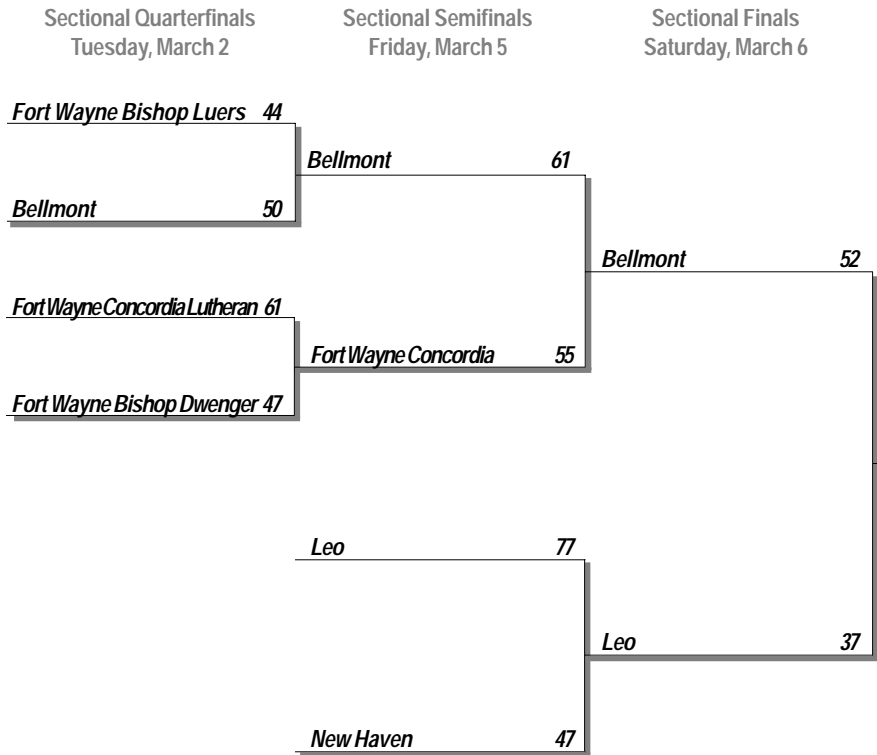 Sectional Quarterfinals
Tuesday, March 2
Sectional Semifinals
Friday, March 5
Sectional Finals
Saturday, March 6
Fort Wayne Bishop Luers 44
Bellmont 61
Bellmont 50
Bellmont 52
Fort Wayne Concordia Lutheran 61
Fort Wayne Concordia 55
Fort Wayne Bishop Dwenger 47
Leo 77
Leo 37
New Haven 47